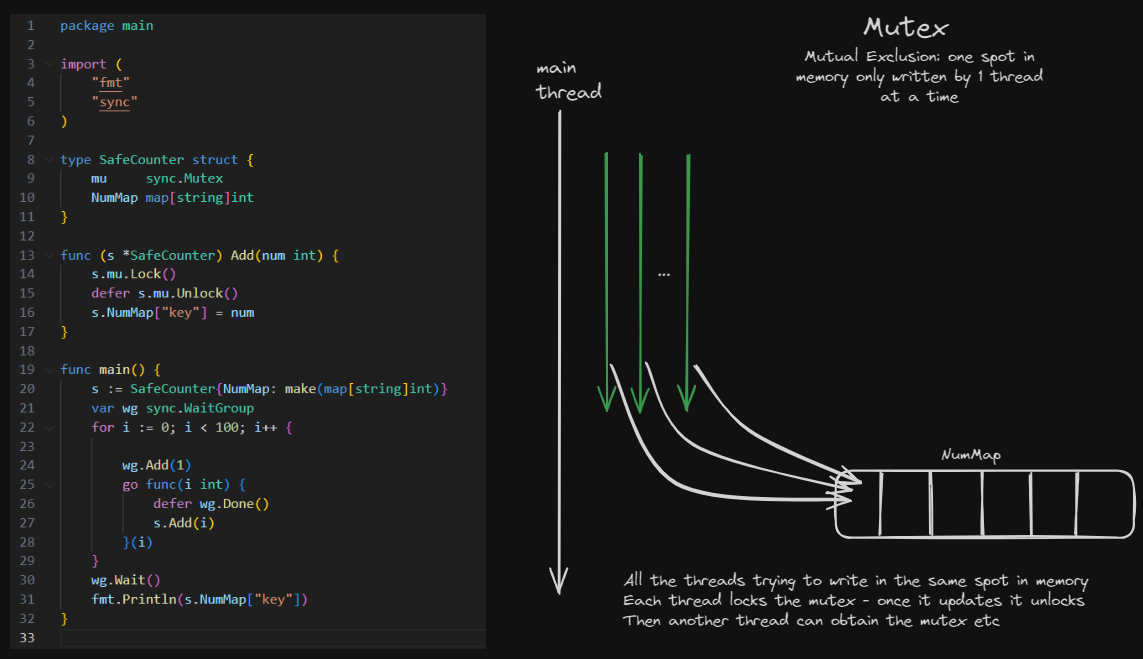 1 package main
2
3 import (
4 "fmt"
5 "sync"
6 )
7
8 type SafeCounter struct {
9 mu sync.Mutex
10 NumMap map[string]int
11 }
12
13 func (s *SafeCounter) Add(num int) {
14 s.mu.Lock()
15 defer s.mu.Unlock()
16 s.NumMap["key"] = num
17 }
18
19 func main() {
20 s := SafeCounter{NumMap: make(map[string]int)}
21 var wg sync.WaitGroup
22 for i := 0; i < 100; i++ {
23
24 wg.Add(1)
25 go func(i int) {
26 defer wg.Done()
27 s.Add(i)
28 }(i)
29 }
30 wg.Wait()
31 fmt.Println(s.NumMap["key"])
32 }
33
Mutex
Mutual Exclusion: one spot in
memory only written by 1 thread
at a time
main
thread
...
NumMap
All the threads trying to write in the same spot in memory
Each thread locks the mutex - once it updates it unlocks
Then another thread can obtain the mutex etc